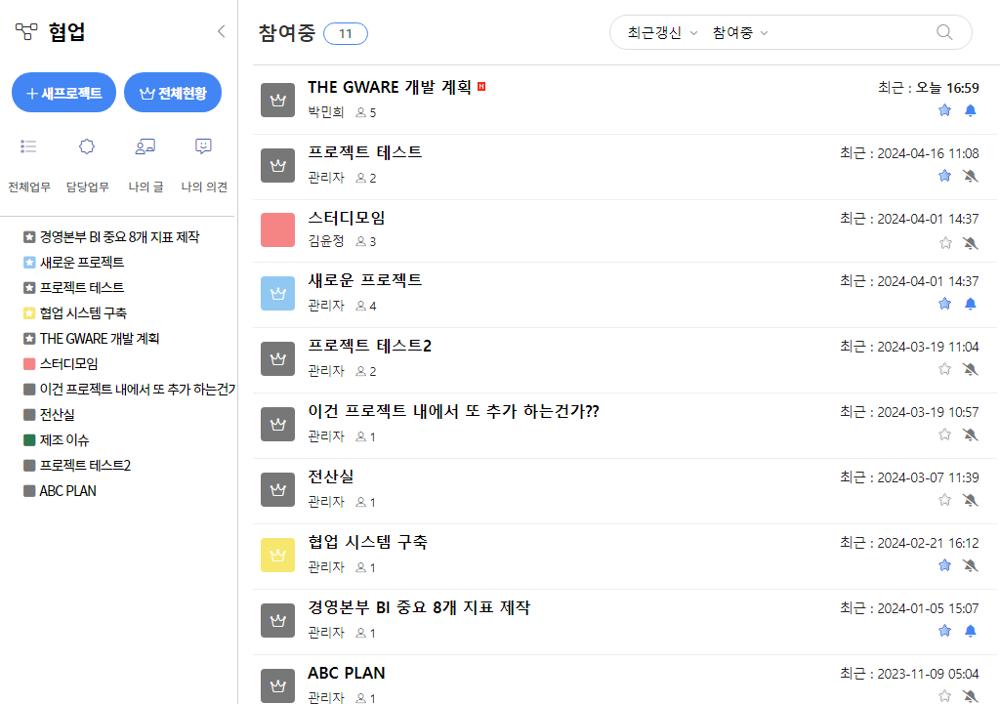 협업
+ 새프로젝트
전체현황
전체업무
담당업무
나의 글
나의 의견
경영본부 BI 중요 8개 지표 제작
새로운 프로젝트
프로젝트 테스트
협업 시스템 구축
THE GWARE 개발 계획
스터디모임
이건 프로젝트 내에서 또 추가 하는건가
전산실
제조 이슈
프로젝트 테스트2
ABC PLAN
참여중 11
최근갱신 참여중
THE GWARE 개발 계획 N
최근 : 오늘 16:59
박민희 5
프로젝트 테스트
최근 : 2024-04-16 11:08
관리자 2
스터디모임
최근 : 2024-04-01 14:37
김윤정 3
새로운 프로젝트
최근 : 2024-04-01 14:37
관리자 4
프로젝트 테스트2
최근 : 2024-03-19 11:04
관리자 2
이건 프로젝트 내에서 또 추가 하는건가??
최근 : 2024-03-19 10:57
관리자 1
전산실
최근 : 2024-03-07 11:39
관리자 1
협업 시스템 구축
최근 : 2024-02-21 16:12
관리자 1
경영본부 BI 중요 8개 지표 제작
최근 : 2024-01-05 15:07
관리자 1
ABC PLAN
최근 : 2023-11-09 05:04
관리자 1